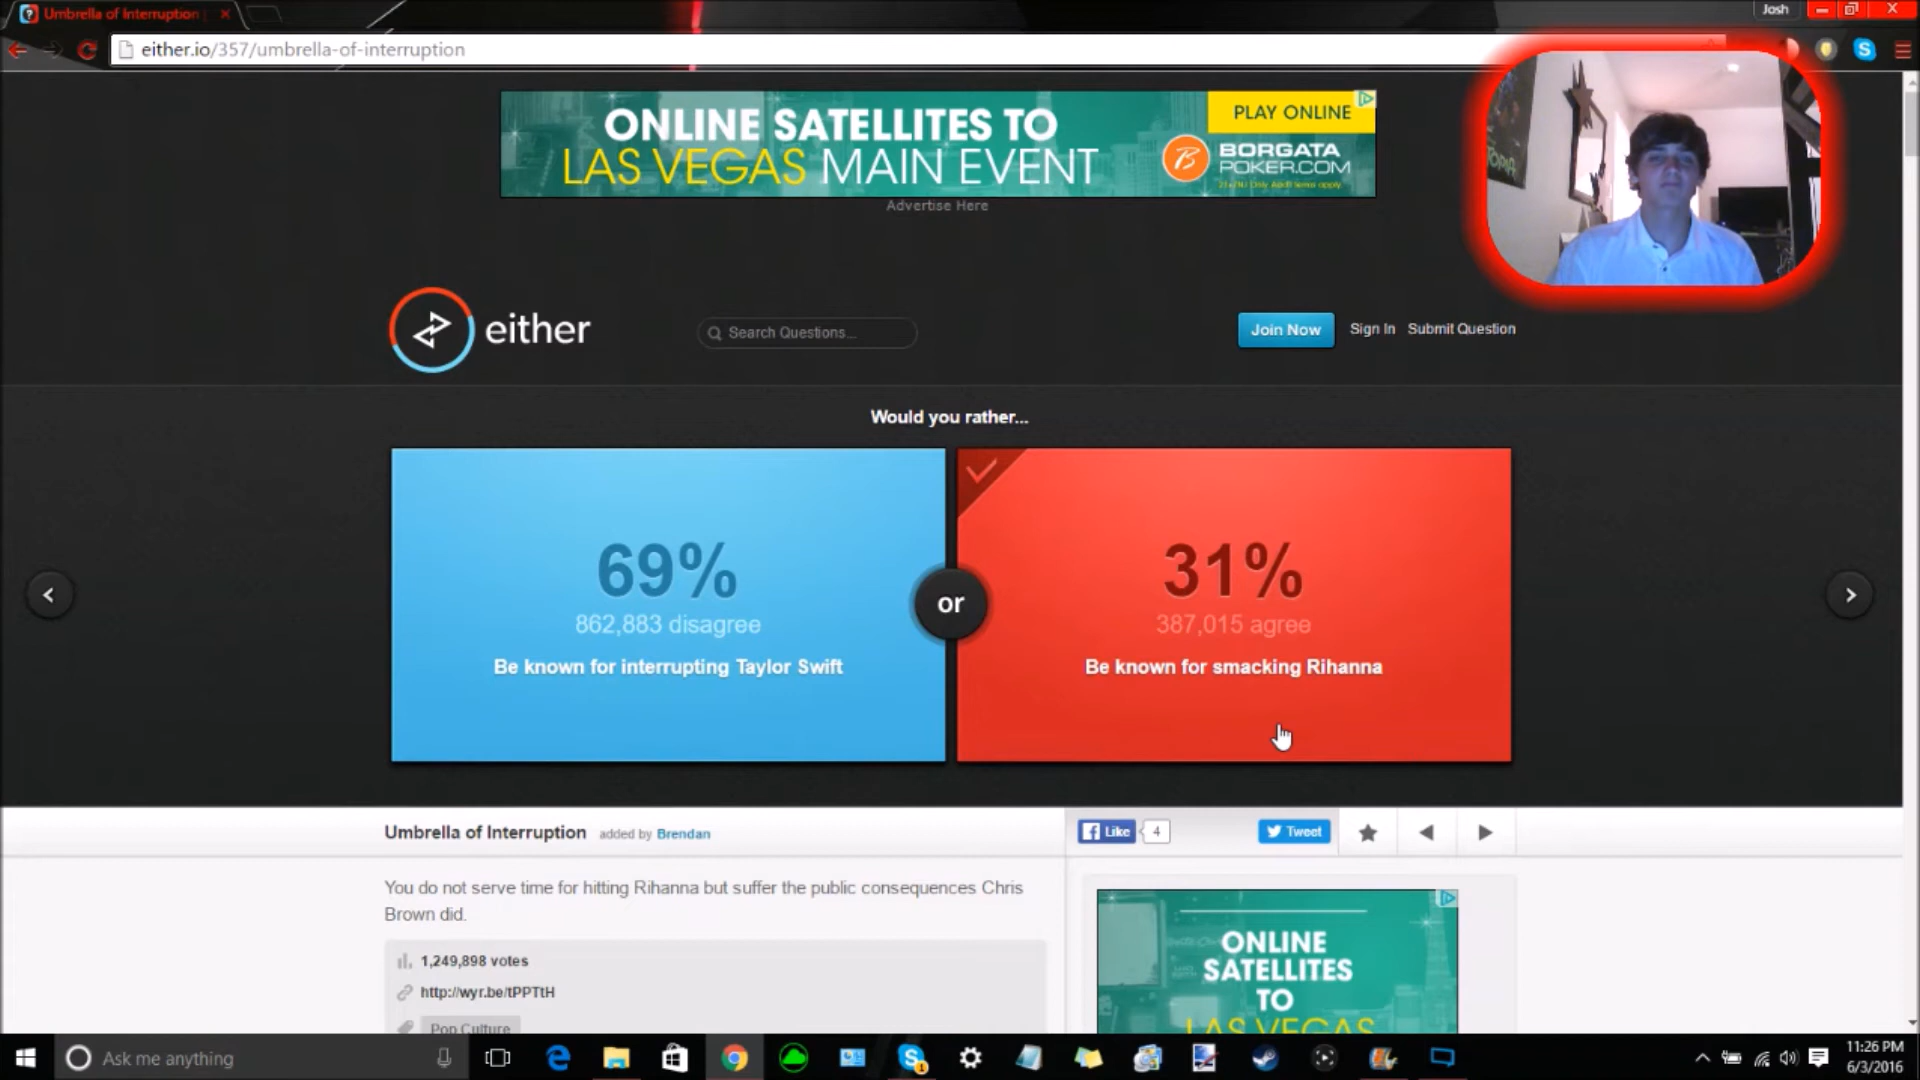 Umbrella of Interruption
Josh
either.io/357/umbrella-of-interruption
ONLINE SATELLITES TO
LAS VEGAS MAIN EVENT
PLAY ONLINE
BORGATA
POKER.COM
Advertise Here
either
Search Questions...
Join Now
Sign In
Submit Question
Would you rather...
69%
862,883 disagree
Be known for interrupting Taylor Swift
or
31%
387,015 agree
Be known for smacking Rihanna
Umbrella of Interruption added by Brendan
Like
4
Tweet
You do not serve time for hitting Rihanna but suffer the public consequences Chris
Brown did.
1,249,898 votes
http://wyr.be/tPPTtH
Pop Culture
ONLINE
SATELLITES
TO
LAS VEGAS
Ask me anything
11:26 PM
6/3/2016